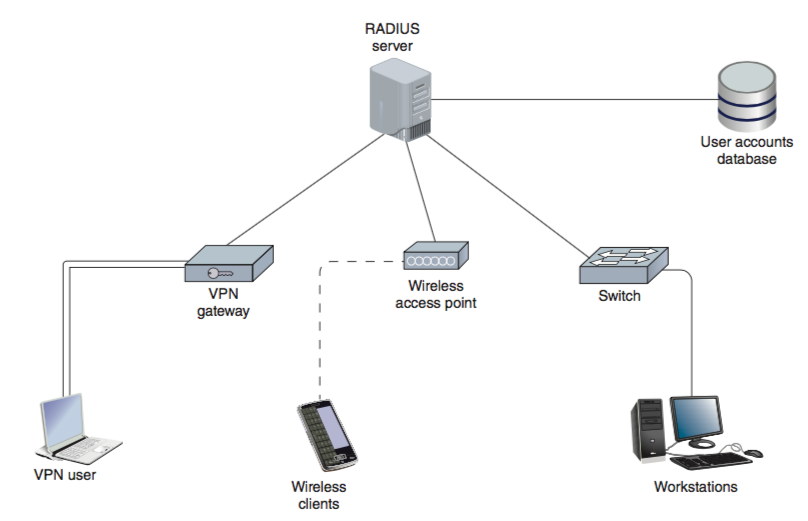 RADIUS
server
User accounts
database
VPN
gateway
Wireless
access point
Switch
VPN user
Wireless
clients
Workstations